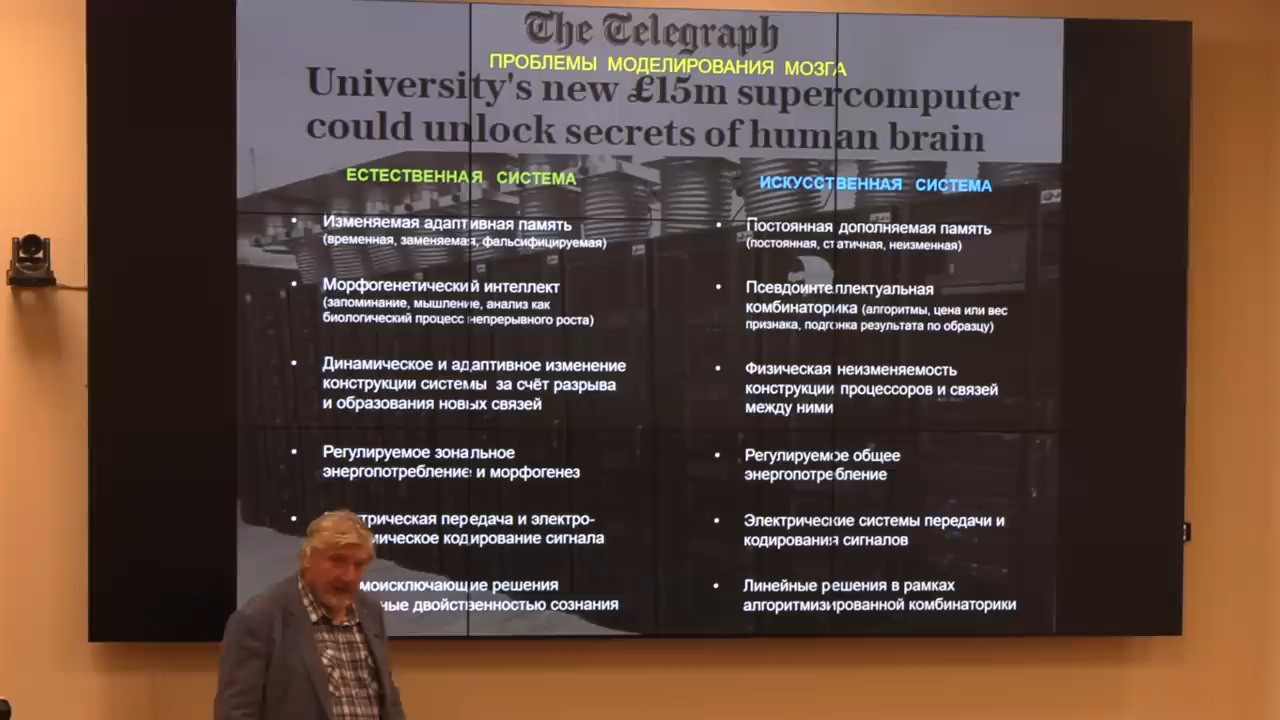 The Telegraph
ПРОБЛЕМЫ МОДЕЛИРОВАНИЯ МОЗГА
University's new £15m supercomputer
could unlock secrets of human brain
ЕСТЕСТВЕННАЯ СИСТЕМА
• Изменяемая адаптивная память
(временная, заменяемая, фальсифицируемая)
• Морфогенетический интеллект
(запоминание, мышление, анализ как
биологический процесс непрерывного роста)
• Динамическое и адаптивное изменение
конструкции системы за счёт разрыва
и образования новых связей
• Регулируемое зональное
энергопотребление и морфогенез
• передача и электро-
кодирование сигнала
решения
двойственностью сознания
ИСКУССТВЕННАЯ СИСТЕМА
• Постоянная дополняемая память
(постоянная, статичная, неизменная)
• Псевдоинтеллектуальная
комбинаторика (алгоритмы, цена или вес
признака, подгонка результата по образцу)
• Физическая неизменяемость
конструкции процессоров и связей
между ними
• Регулируемое общее
энергопотребление
• Электрические системы передачи и
кодирования сигналов
• Линейные решения в рамках
алгоритмизированной комбинаторики